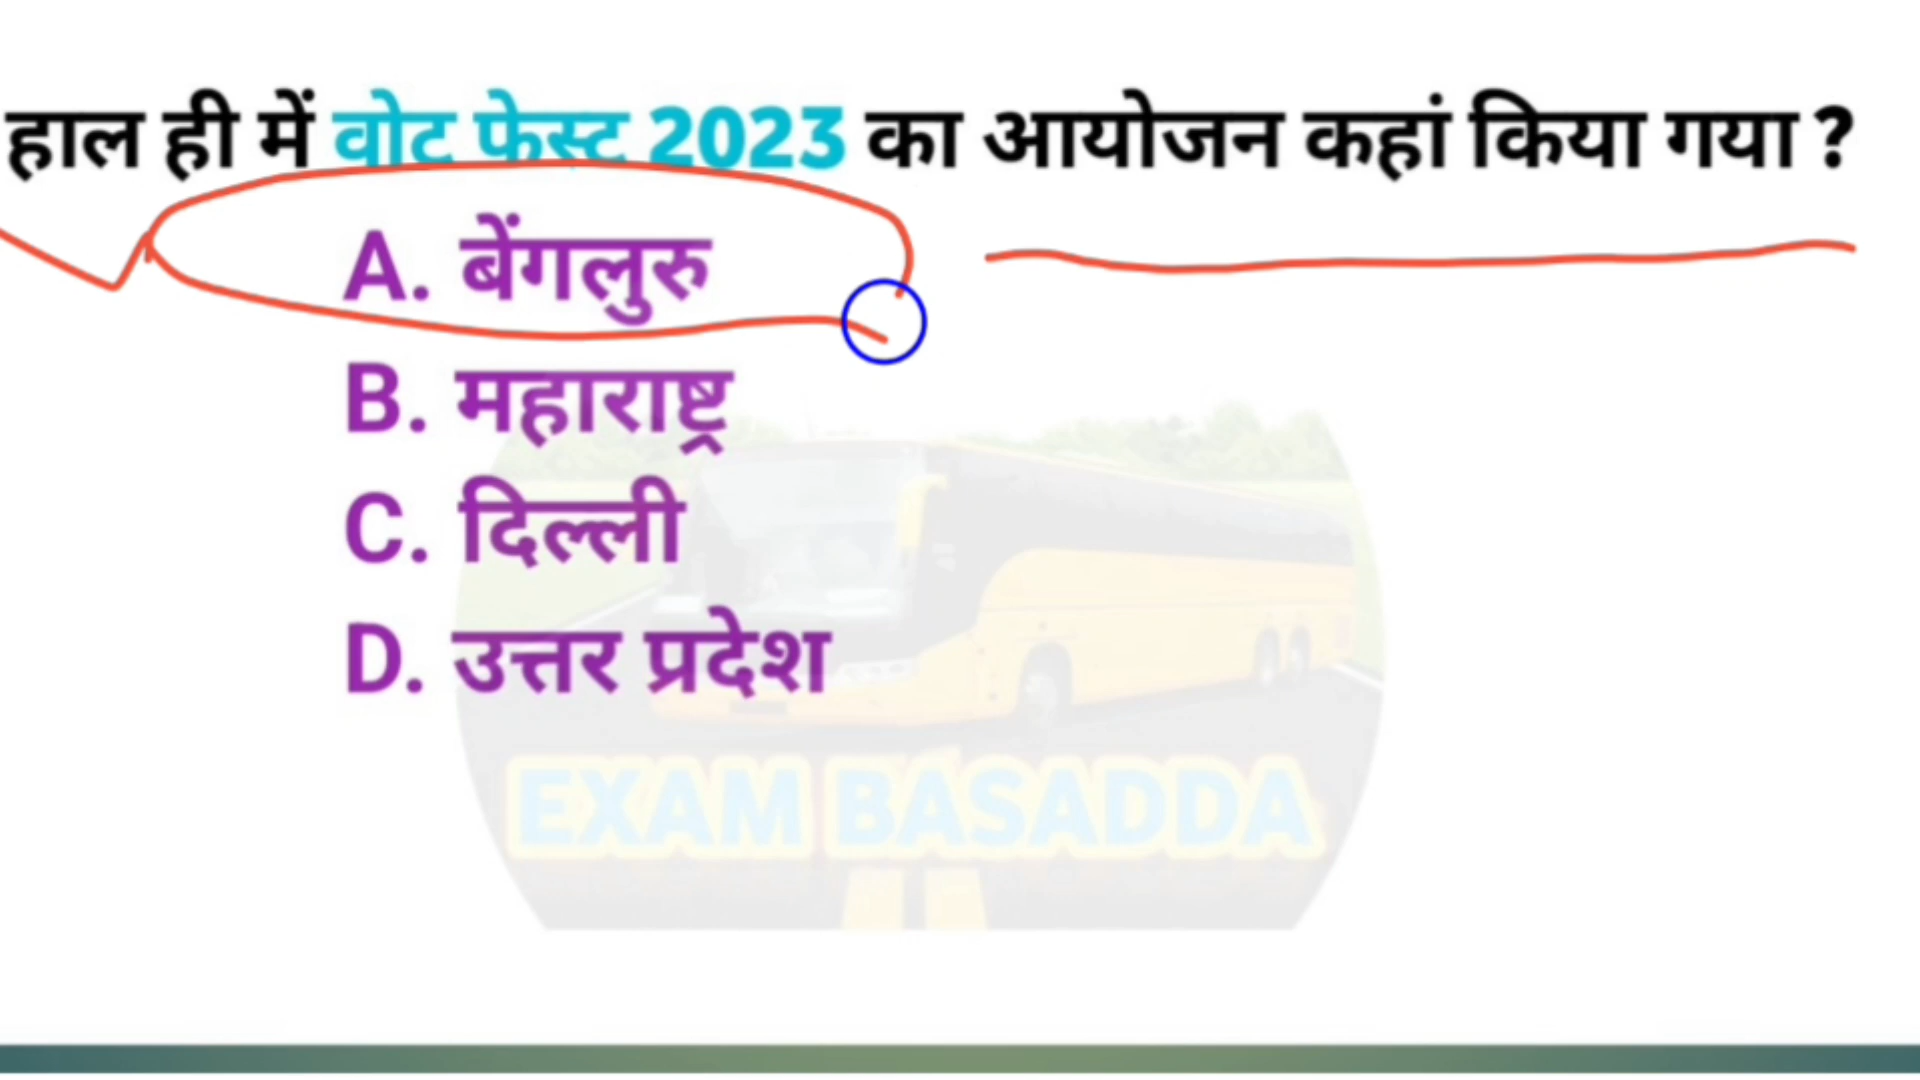 हाल ही में वोट फेस्ट 2023 का आयोजन कहां किया गया ?
A. बेंगलुरु
B. महाराष्ट्र
C. दिल्ली
D. उत्तर प्रदेश
EXAM BASADDA